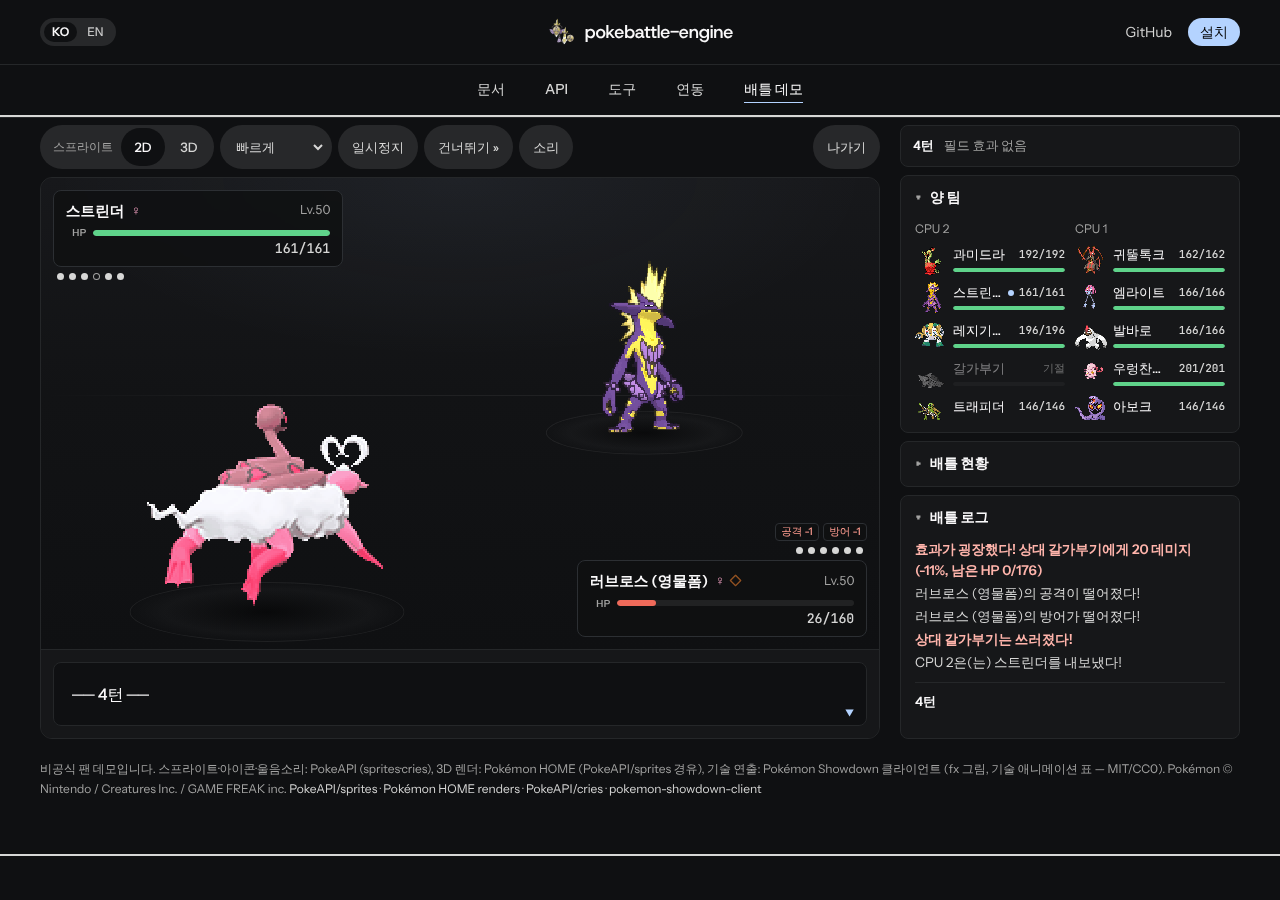 KO EN
pokebattle-engine
GitHub 설치
문서 API 도구 연동 배틀 데모
스프라이트 2D 3D 빠르게 일시정지 건너뛰기 » 소리 나가기
스트린더 ♀ Lv.50
HP
161/161
공격 -1 방어 -1
러브로스 (영물폼) ♀ Lv.50
HP
26/160
── 4턴 ──
▼
4턴 필드 효과 없음
양 팀
CPU 2 CPU 1
과미드라 192/192 귀뚤톡크 162/162
스트린… 161/161 엠라이트 166/166
레지기… 196/196 발바로 166/166
갈가부기 기절 우렁찬… 201/201
트래피더 146/146 아보크 146/146
배틀 현황
배틀 로그
효과가 굉장했다! 상대 갈가부기에게 20 데미지
(-11%, 남은 HP 0/176)
러브로스 (영물폼)의 공격이 떨어졌다!
러브로스 (영물폼)의 방어가 떨어졌다!
상대 갈가부기는 쓰러졌다!
CPU 2은(는) 스트린더를 내보냈다!
4턴
비공식 팬 데모입니다. 스프라이트·아이콘·울음소리: PokeAPI (sprites·cries), 3D 렌더: Pokémon HOME (PokeAPI/sprites 경유), 기술 연출: Pokémon Showdown 클라이언트 (fx 그림, 기술 애니메이션 표 — MIT/CC0). Pokémon ©
Nintendo / Creatures Inc. / GAME FREAK inc. PokeAPI/sprites · Pokémon HOME renders · PokeAPI/cries · pokemon-showdown-client